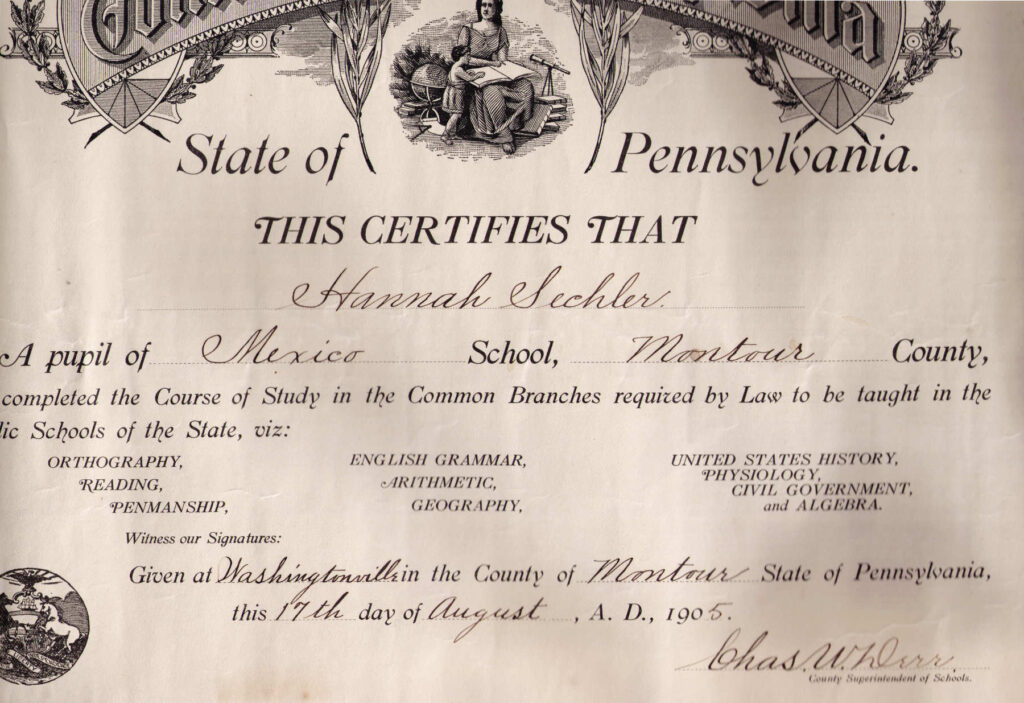 State of Pennsylvania.
THIS CERTIFIES THAT
Hannah Sechler.
A pupil of Mexico School, Montour County,
completed the Course of Study in the Common Branches required by Law to be taught in the
lic Schools of the State, viz:
ORTHOGRAPHY, ENGLISH GRAMMAR, UNITED STATES HISTORY,
READING, ARITHMETIC, PHYSIOLOGY,
PENMANSHIP, GEOGRAPHY, CIVIL GOVERNMENT,
and ALGEBRA.
Witness our Signatures:
Given at Washingtonville in the County of Montour State of Pennsylvania,
this 17th day of August, A. D., 1905.
Chas. W. Derr.
County Superintendent of Schools.